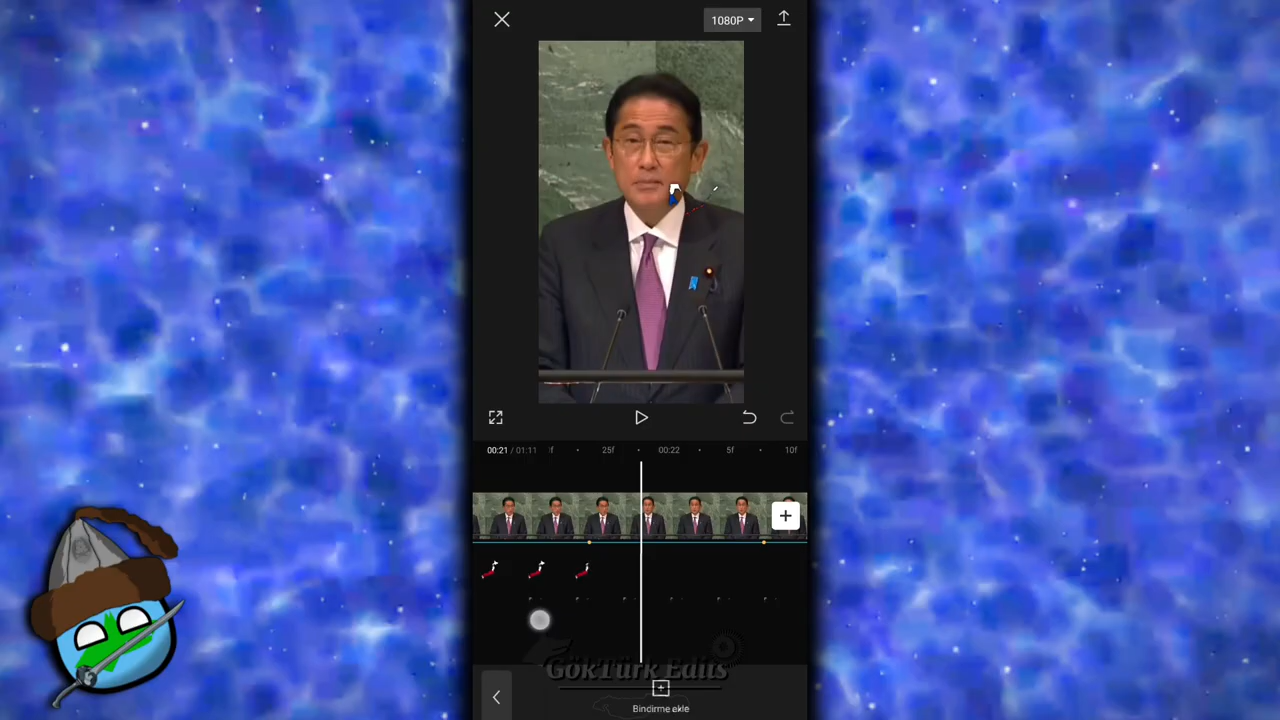 1080P
00:21 / 01:11
f
25f
00:22
5f
10f
GökTürk Edits
Bindirme ekle